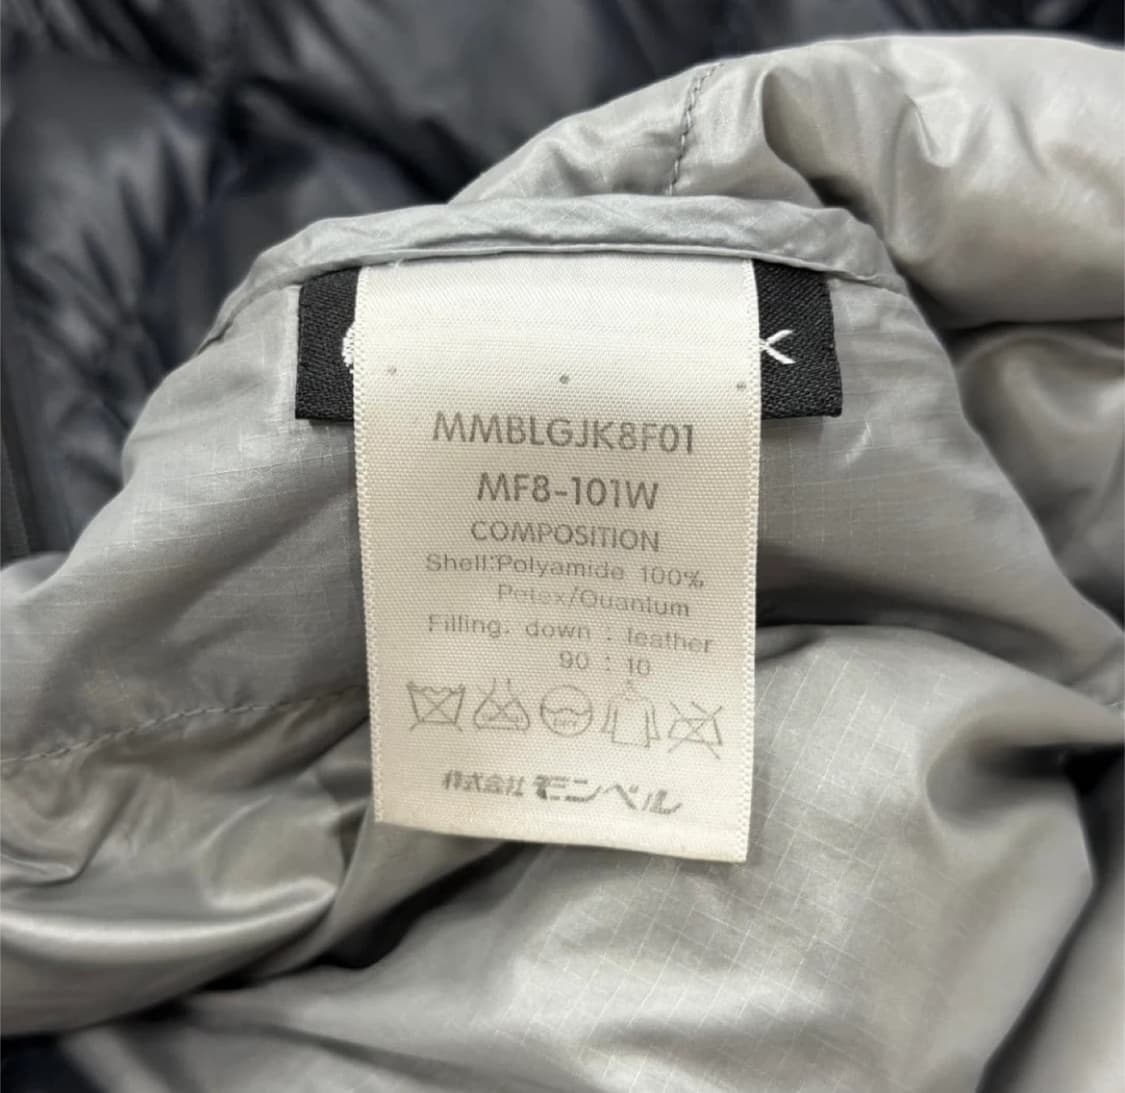 MMBLGJK8F01
MF8-101W
COMPOSITION
Shell:Polyamide 100%
Petex/Quantum
Filling. down : feather
90 : 10
株式会社 モンベル